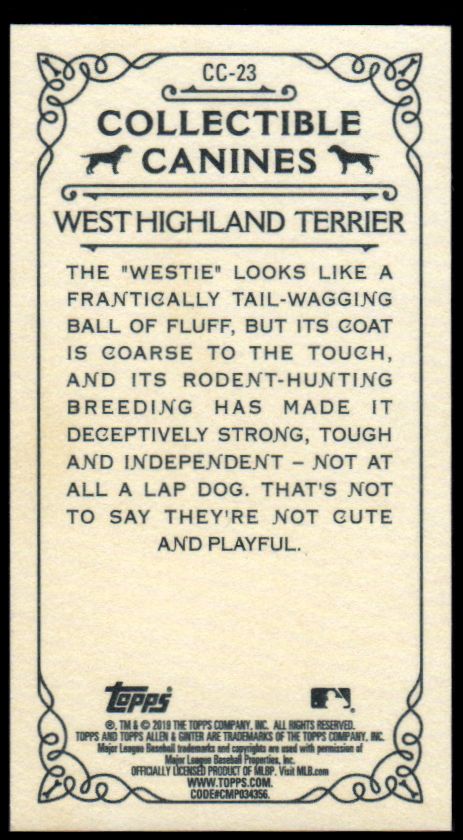 CC-23
COLLECTIBLE
CANINES
WEST HIGHLAND TERRIER
THE "WESTIE" LOOKS LIKE A
FRANTICALLY TAIL-WAGGING
BALL OF FLUFF, BUT ITS COAT
IS COARSE TO THE TOUCH,
AND ITS RODENT-HUNTING
BREEDING HAS MADE IT
DECEPTIVELY STRONG, TOUGH
AND INDEPENDENT – NOT AT
ALL A LAP DOG. THAT'S NOT
TO SAY THEY'RE NOT CUTE
AND PLAYFUL.
Topps
®, TM & © 2019 THE TOPPS COMPANY, INC. ALL RIGHTS RESERVED.
TOPPS AND TOPPS ALLEN & GINTER ARE TRADEMARKS OF THE TOPPS COMPANY, INC.
Major League Baseball trademarks and copyrights are used with permission of
Major League Baseball Properties, Inc.
OFFICIALLY LICENSED PRODUCT OF MLBP. Visit MLB.com
WWW.TOPPS.COM.
CODE#CMP034356.